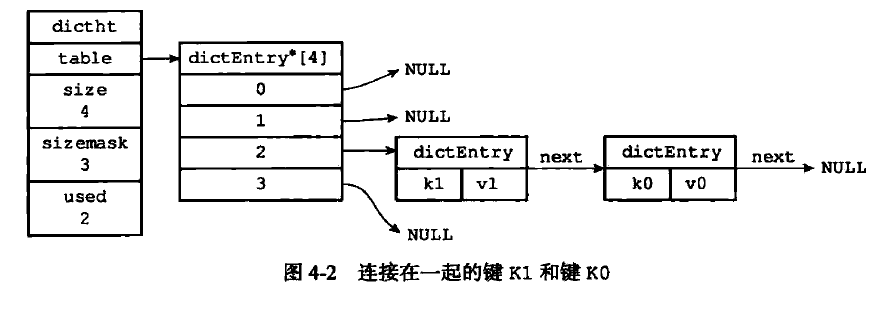 dictht
table
size
4
sizemask
3
used
2
dictEntry*[4]
0
1
2
3
NULL
NULL
dictEntry
k1 v1
next
dictEntry
k0 v0
next
NULL
NULL
图 4-2 连接在一起的键 K1 和键 K0